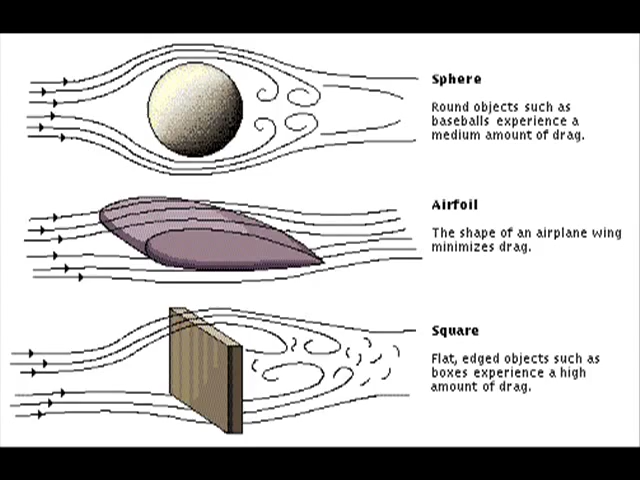 Sphere
Round objects such as
baseballs experience a
medium amount of drag.
Airfoil
The shape of an airplane wing
minimizes drag.
Square
Flat, edged objects such as
boxes experience a high
amount of drag.